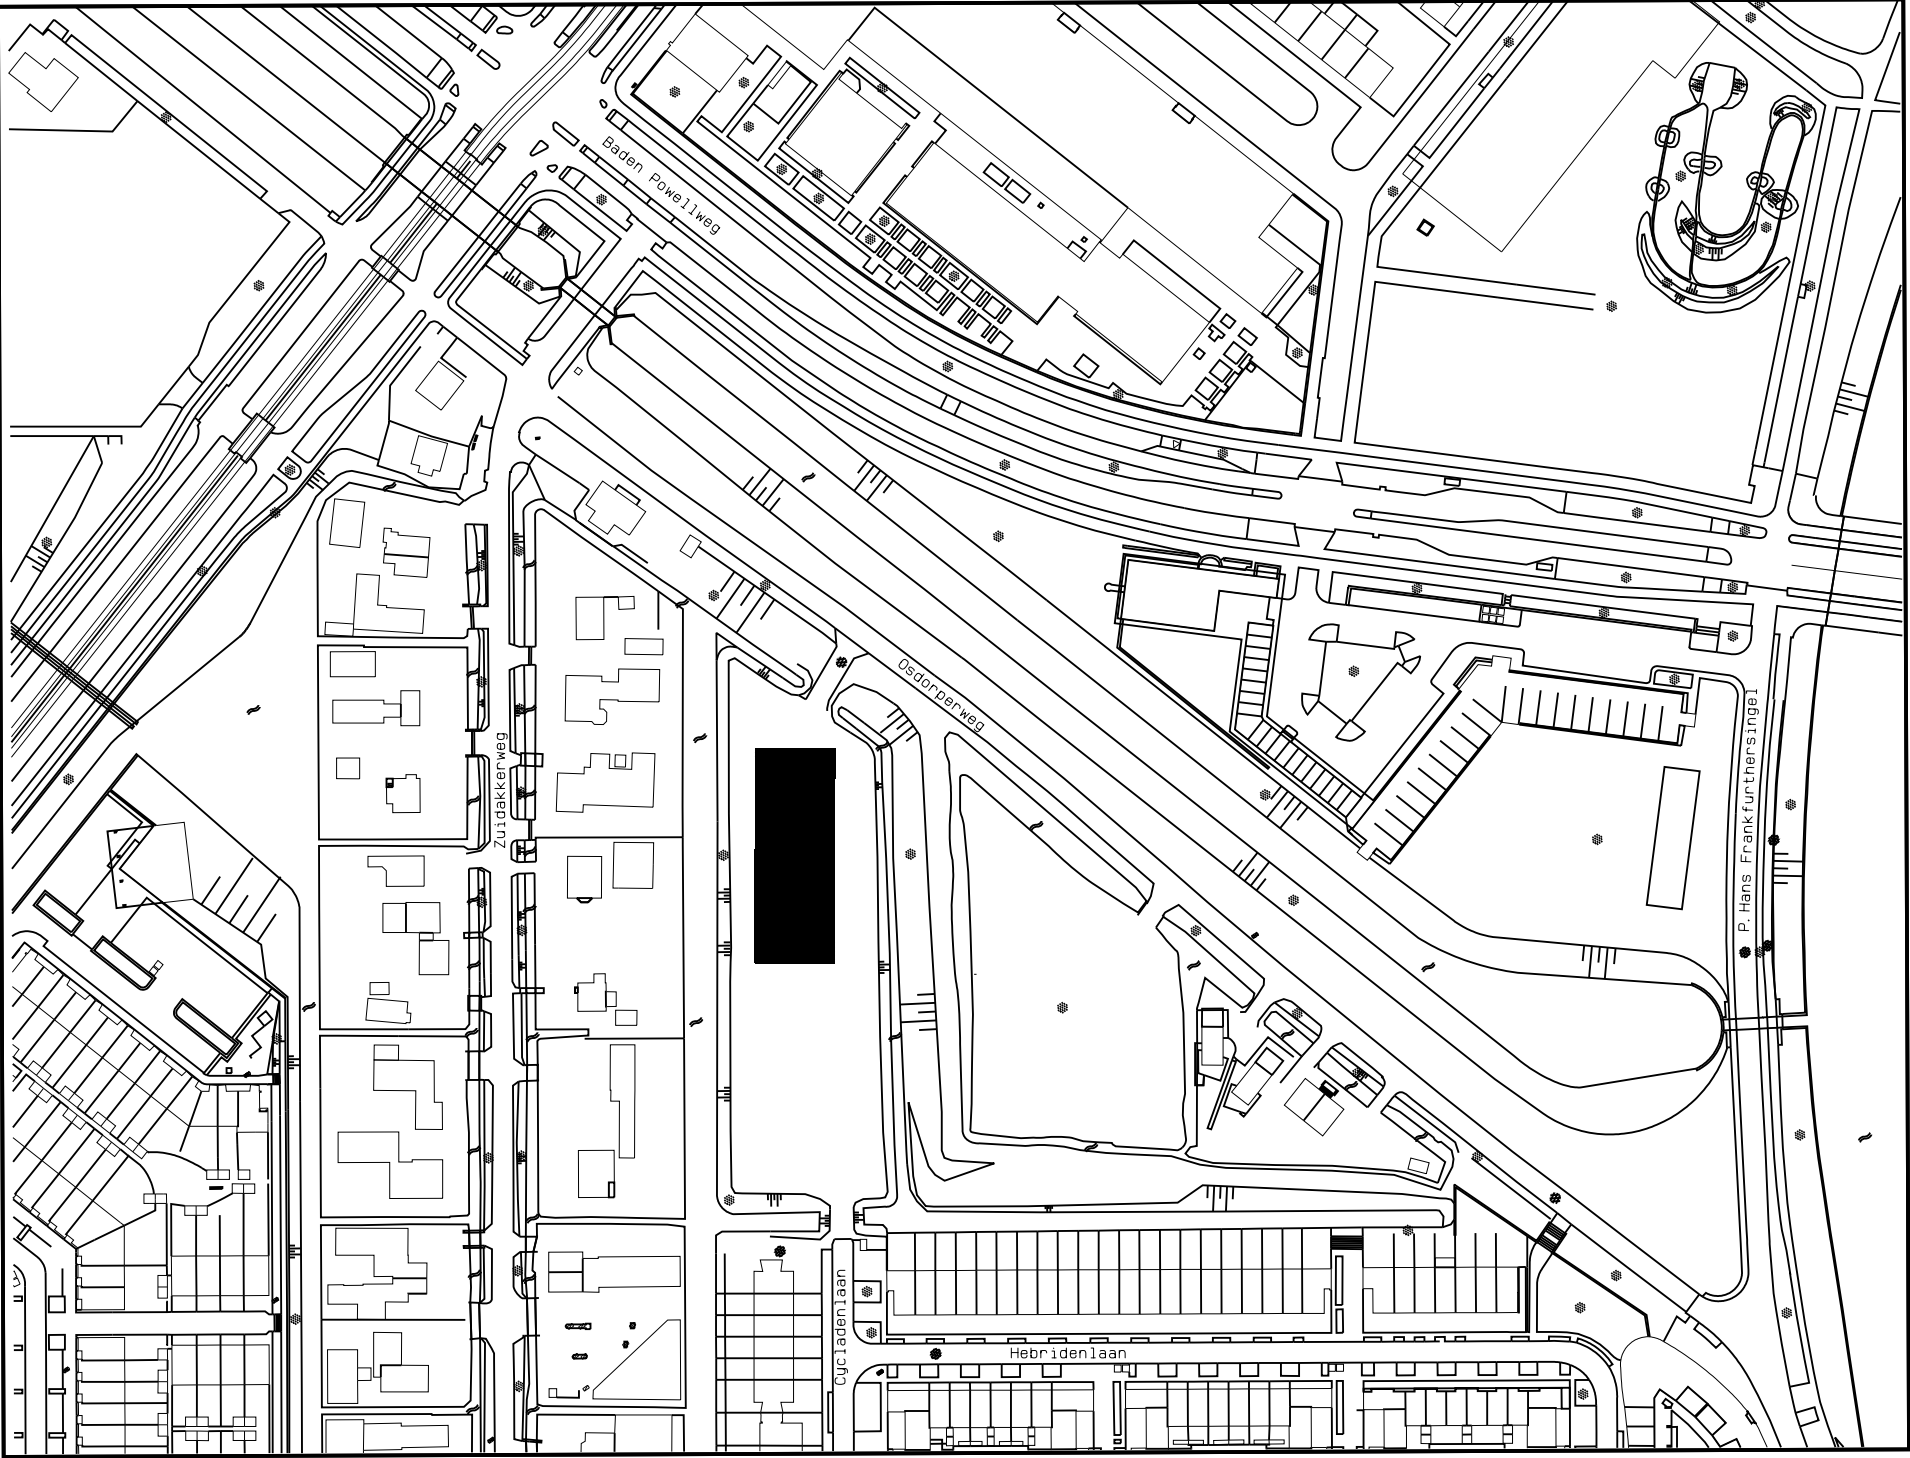 Baden Powellweg
Osdorperweg
Zuidakkerweg
P. Hans Frankfurthersingel
Cycladenlaan
Hebridenlaan